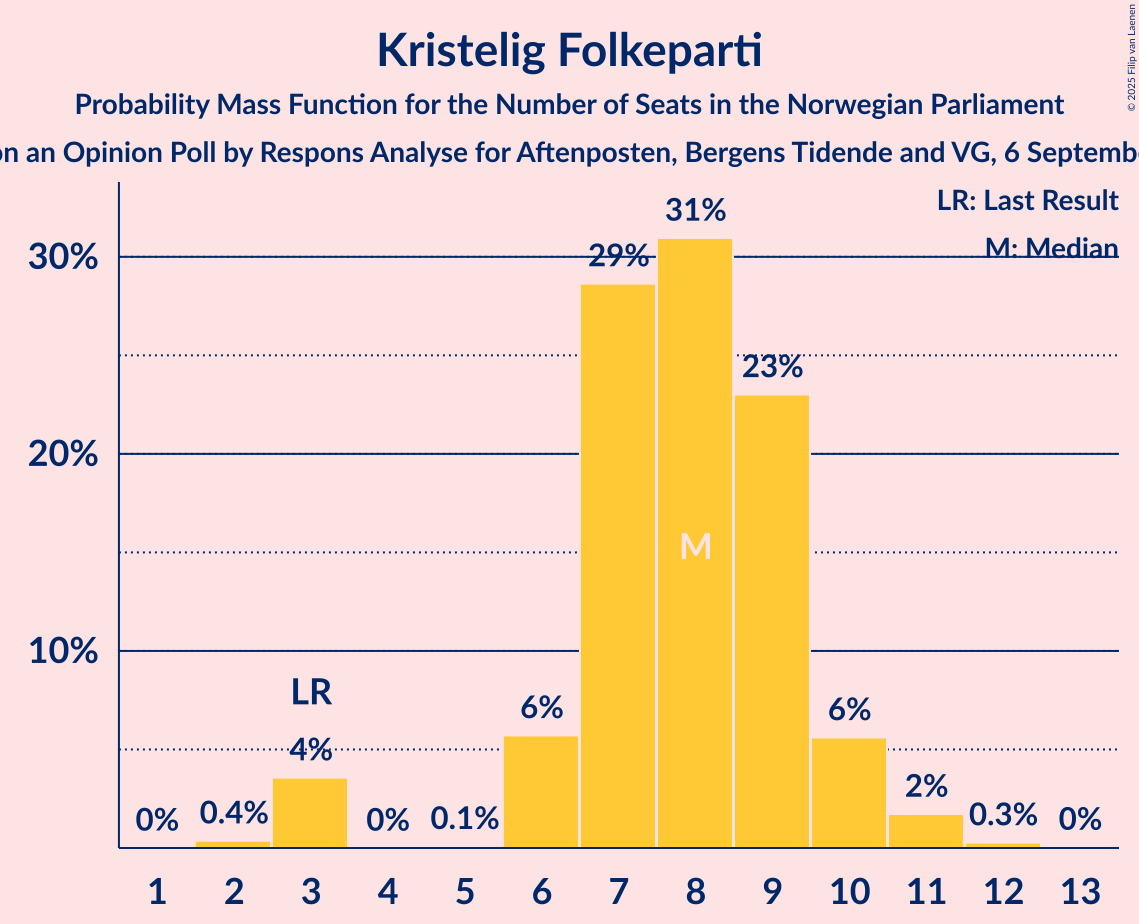 Kristelig Folkeparti
Probability Mass Function for the Number of Seats in the Norwegian Parliament
an Opinion Poll by Respons Analyse for Aftenposten, Bergens Tidende and VG, 6
© 2025 Filip van Laenen
LR: Last Result
M: Median
30%
20%
10%
0%
0.4%
LR
4%
0%
0.1%
6%
29%
31%
M
23%
6%
2%
0.3%
0%
1 2 3 4 5 6 7 8 9 10 11 12 13